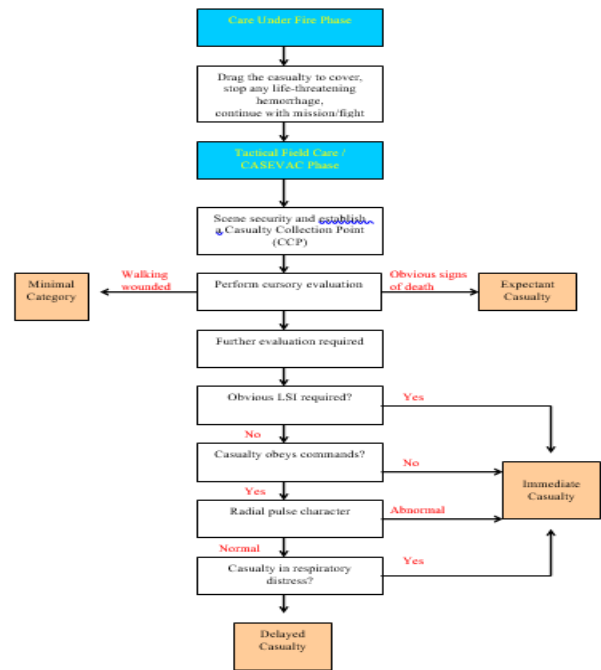 Care Under Fire Phase
Drag the casualty to cover,
stop any life-threatening
hemorrhage,
continue with mission/fight
Tactical Field Care /
CASEVAC Phase
Scene security and establish
a Casualty Collection Point
(CCP)
Minimal
Category
Walking
wounded
Perform cursory evaluation
Obvious signs
of death
Expectant
Casualty
Further evaluation required
Obvious LSI required?
Yes
No
Casualty obeys commands?
No
Immediate
Casualty
Yes
Radial pulse character
Abnormal
Normal
Casualty in respiratory
distress?
Yes
Delayed
Casualty